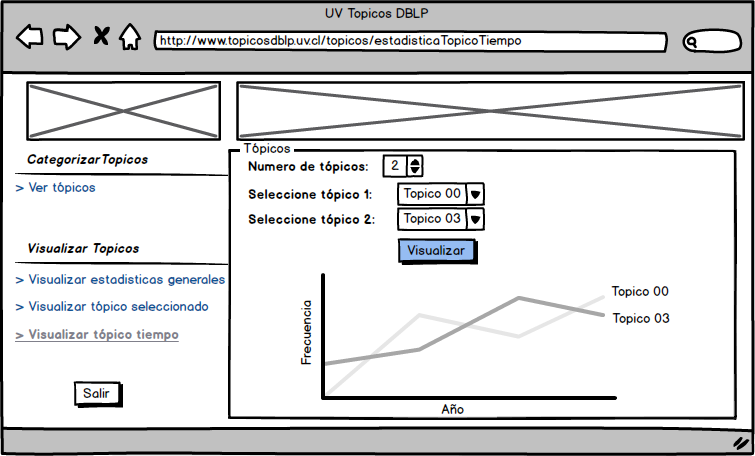 UV Topicos DBLP
http://www.topicosdblp.uv.cl/topicos/estadisticaTopicoTiempo
CategorizarTopicos
> Ver tópicos
Visualizar Topicos
> Visualizar estadisticas generales
> Visualizar tópico seleccionado
> Visualizar tópico tiempo
Salir
Tópicos
Numero de tópicos: 2
Seleccione tópico 1: Topico 00
Seleccione tópico 2: Topico 03
Visualizar
Frecuencia
Topico 00
Topico 03
Año